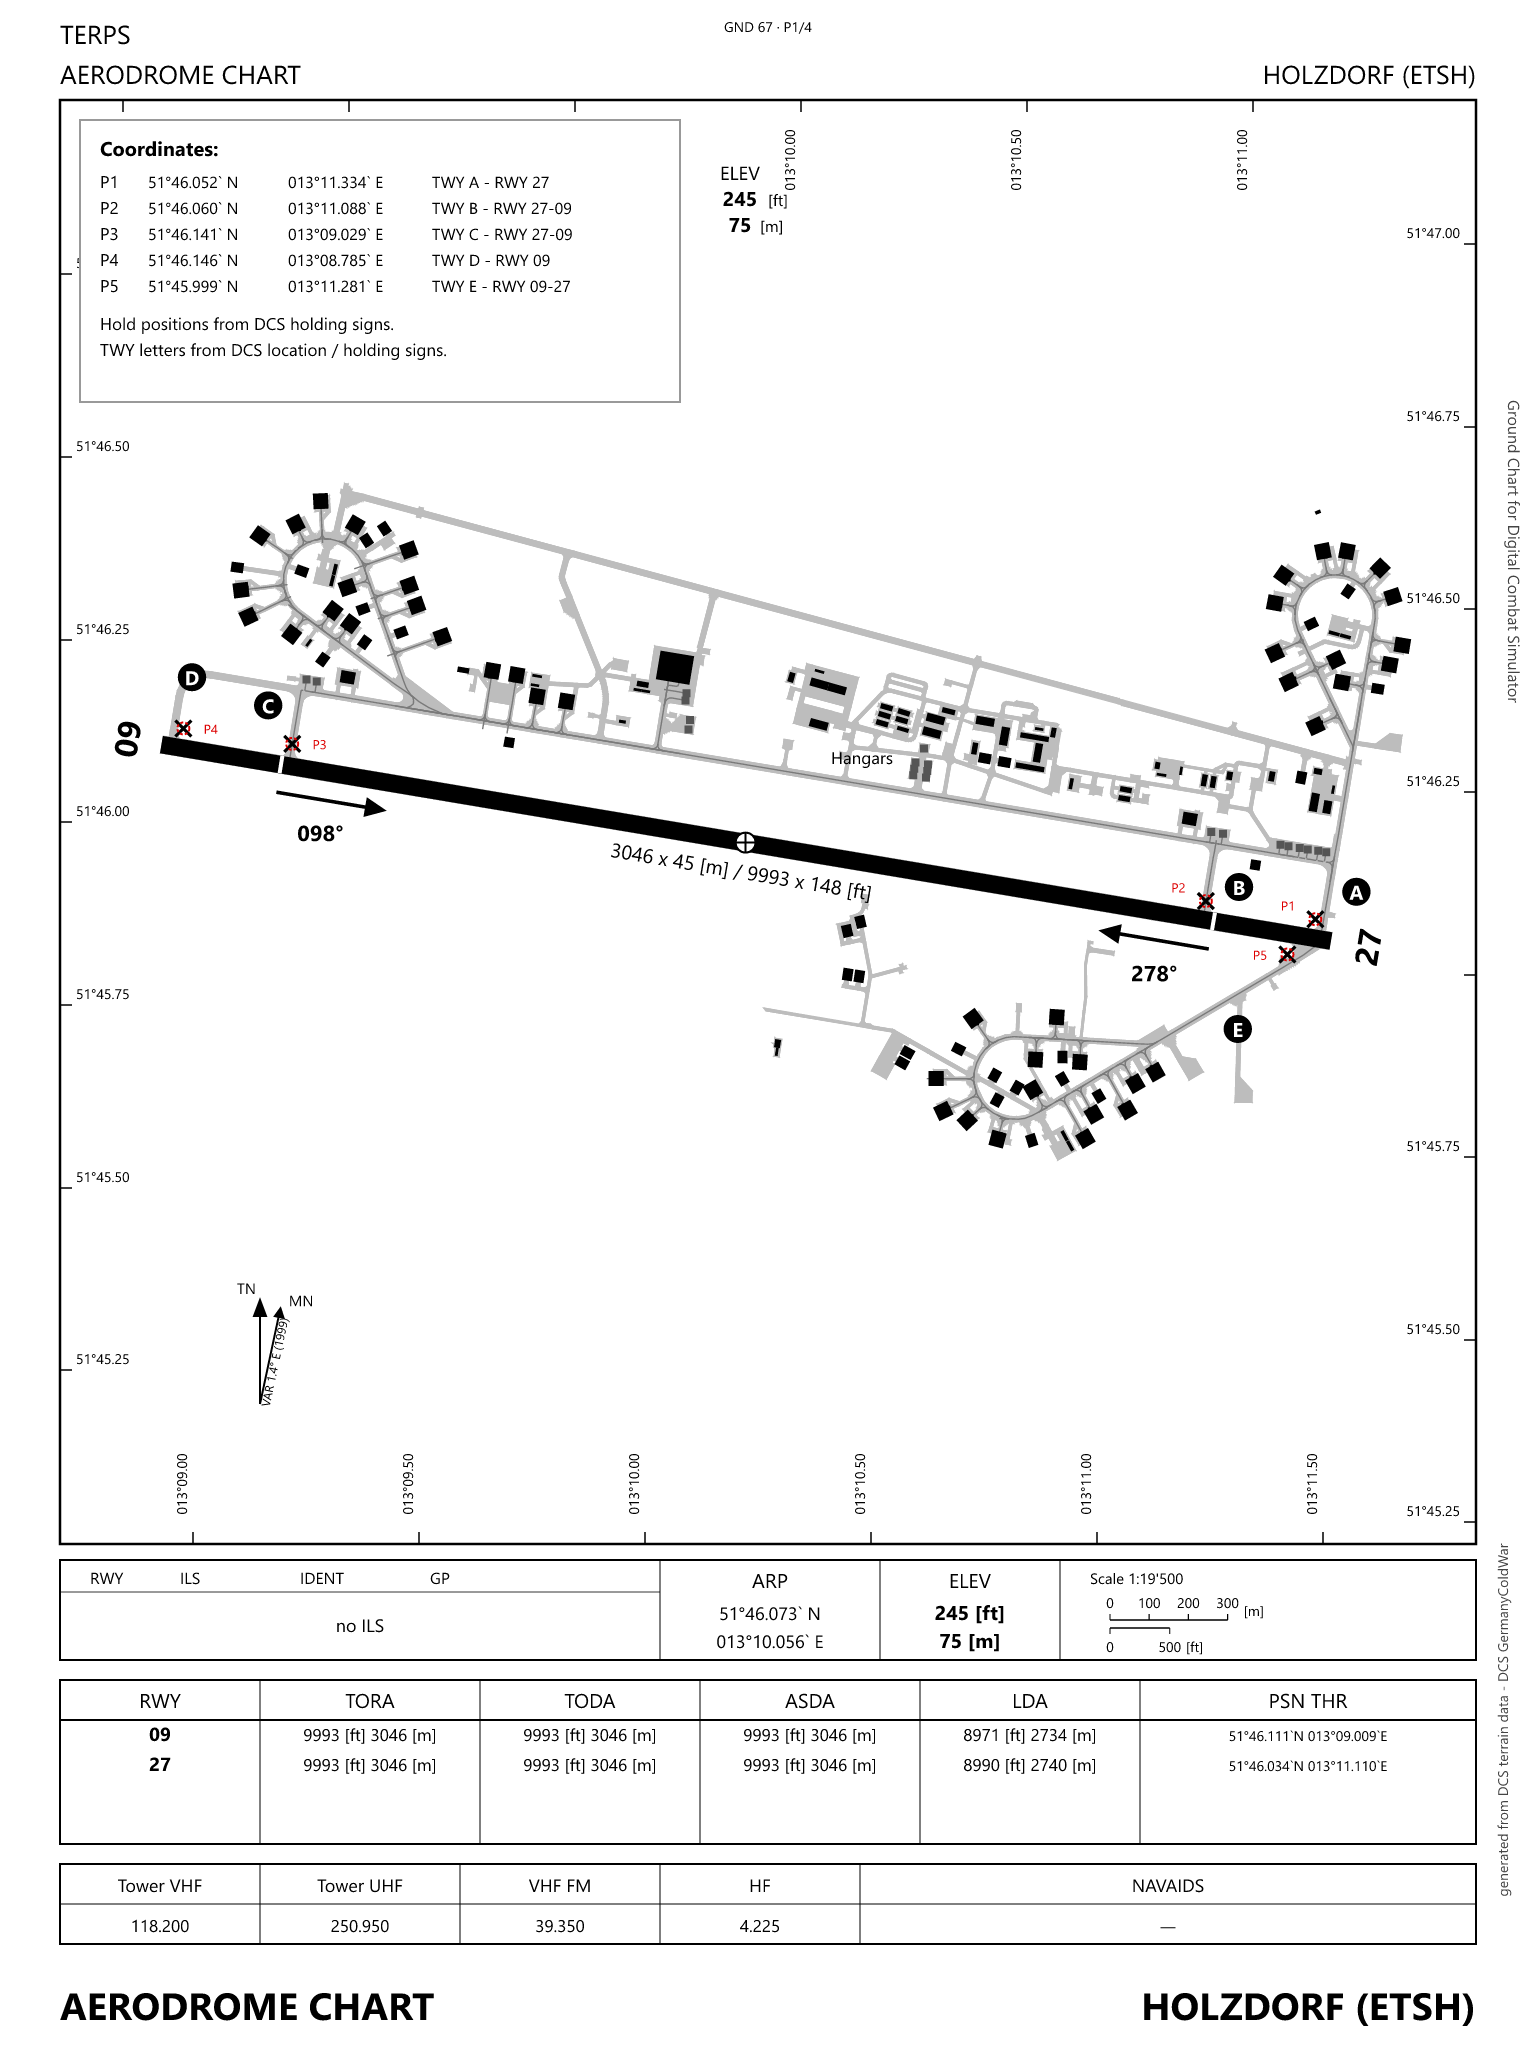 GND 67 · P1/4
TERPS
AERODROME CHART
HOLZDORF (ETSH)
Coordinates:
P1 51°46.052` N 013°11.334` E TWY A - RWY 27
P2 51°46.060` N 013°11.088` E TWY B - RWY 27-09
P3 51°46.141` N 013°09.029` E TWY C - RWY 27-09
P4 51°46.146` N 013°08.785` E TWY D - RWY 09
P5 51°45.999` N 013°11.281` E TWY E - RWY 09-27
Hold positions from DCS holding signs.
TWY letters from DCS location / holding signs.
ELEV
245 [ft]
75 [m]
013°10.00
013°10.50
013°11.00
51°47.00
51°46.75
51°46.50
51°46.25
51°45.75
51°45.50
51°45.25
51°46.50
51°46.25
51°46.00
51°45.75
51°45.50
51°45.25
D
C
P4
P3
09
098°
Hangars
3046 x 45 [m] / 9993 x 148 [ft]
P2
B
P1
A
27
P5
278°
E
TN
MN
VAR 1.4° E (1999)
013°09.00
013°09.50
013°10.00
013°10.50
013°11.00
013°11.50
Ground Chart for Digital Combat Simulator
generated from DCS terrain data - DCS GermanyColdWar
RWY ILS IDENT GP
no ILS
ARP
51°46.073` N
013°10.056` E
ELEV
245 [ft]
75 [m]
Scale 1:19'500
0 100 200 300 [m]
0 500 [ft]
RWY TORA TODA ASDA LDA PSN THR
09 9993 [ft] 3046 [m] 9993 [ft] 3046 [m] 9993 [ft] 3046 [m] 8971 [ft] 2734 [m] 51°46.111`N 013°09.009`E
27 9993 [ft] 3046 [m] 9993 [ft] 3046 [m] 9993 [ft] 3046 [m] 8990 [ft] 2740 [m] 51°46.034`N 013°11.110`E
Tower VHF Tower UHF VHF FM HF NAVAIDS
118.200 250.950 39.350 4.225 —
AERODROME CHART
HOLZDORF (ETSH)